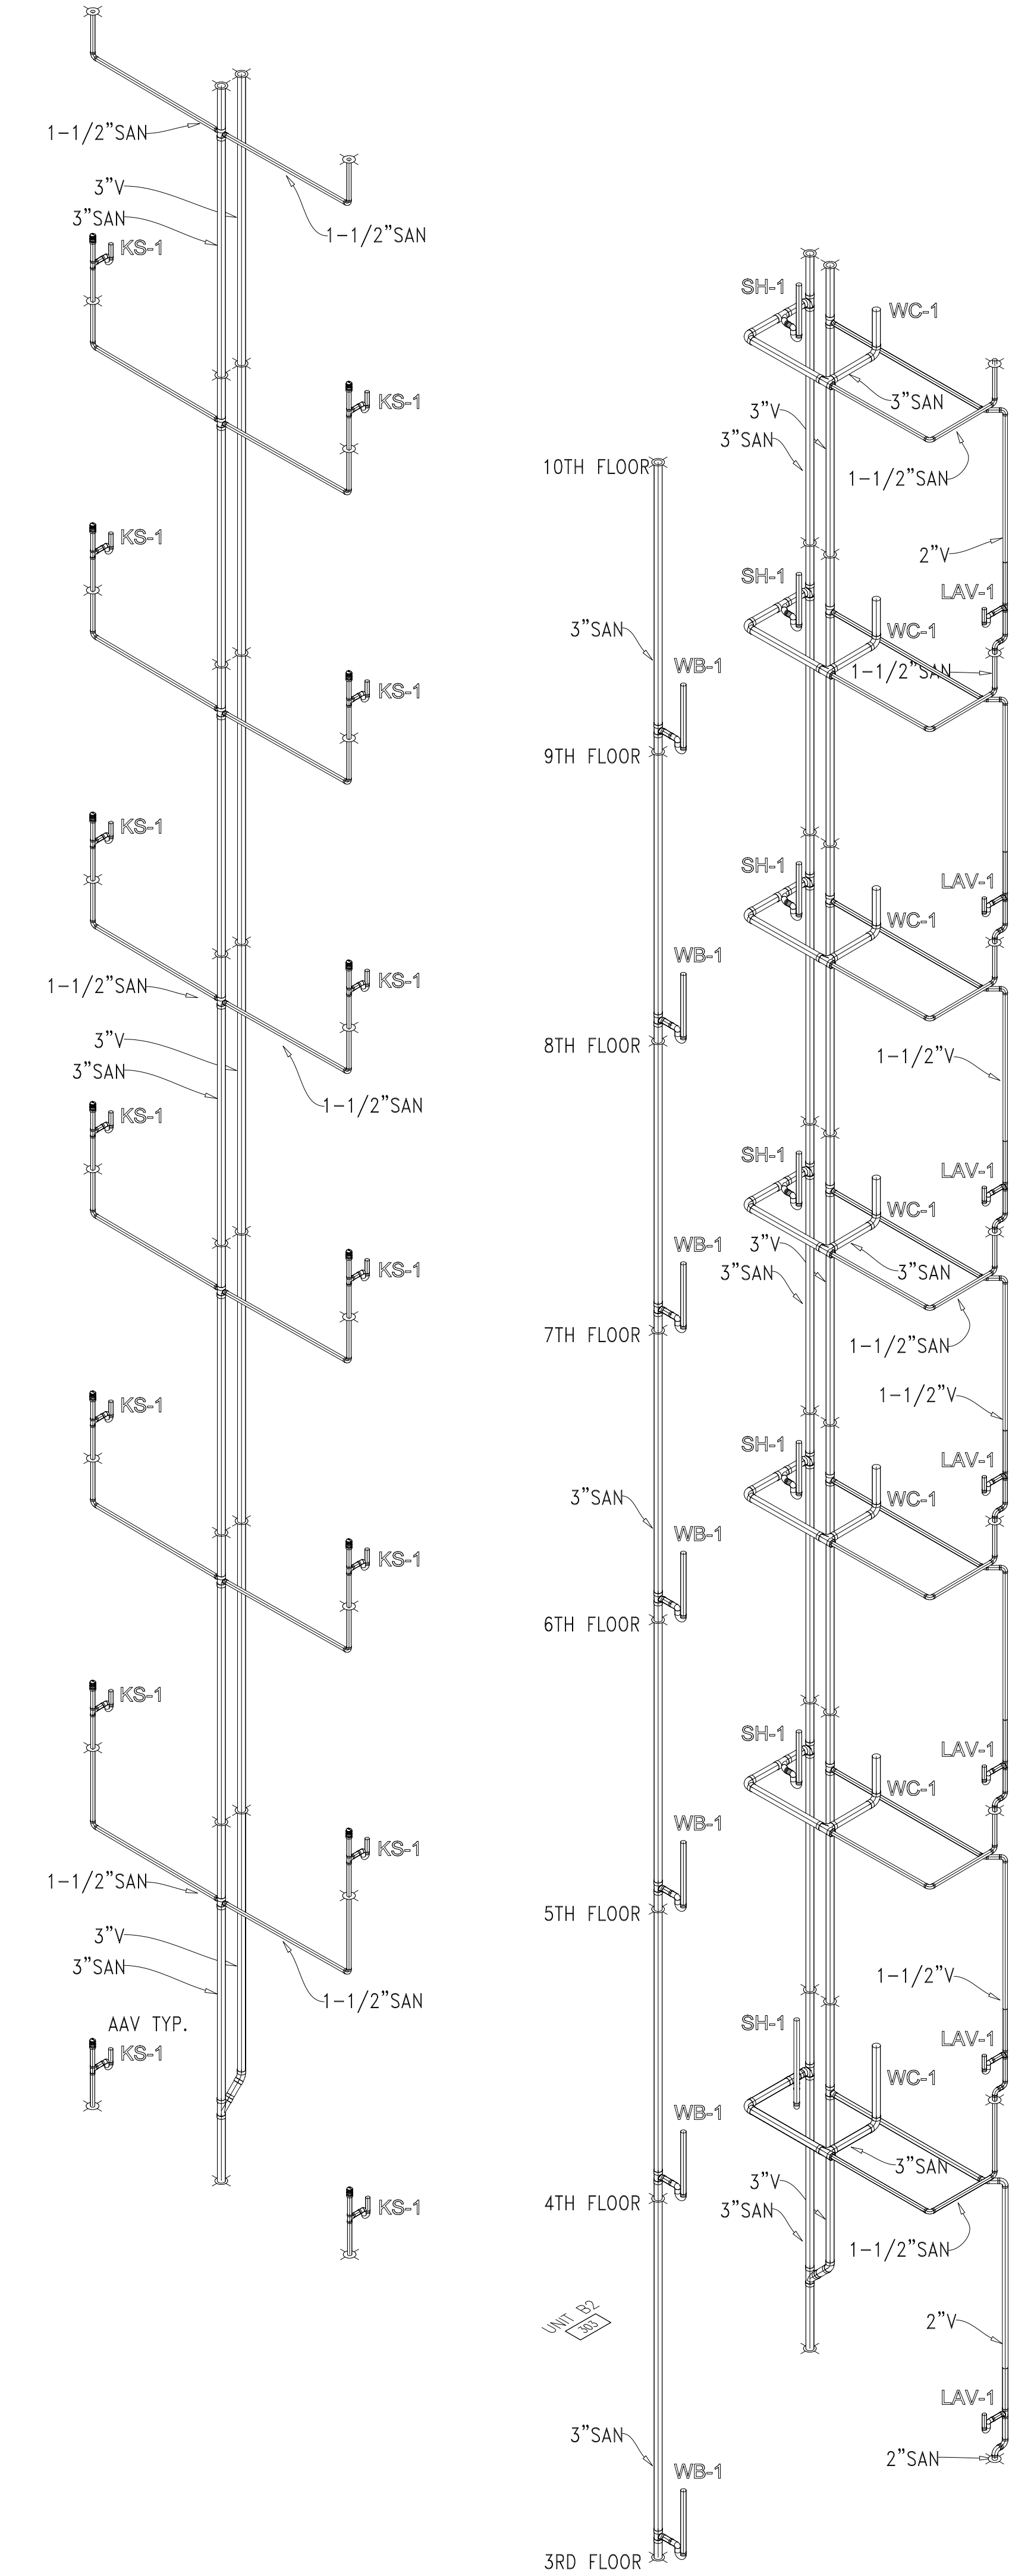 1-1/2"SAN
3"V
3"SAN
1-1/2"SAN
KS-1
KS-1
KS-1
KS-1
KS-1
1-1/2"SAN
KS-1
3"V
3"SAN
1-1/2"SAN
KS-1
KS-1
KS-1
KS-1
KS-1
1-1/2"SAN
KS-1
3"V
3"SAN
1-1/2"SAN
AAV TYP.
KS-1
KS-1
10TH FLOOR
3"SAN
WB-1
9TH FLOOR
WB-1
8TH FLOOR
WB-1
7TH FLOOR
3"SAN
WB-1
6TH FLOOR
WB-1
5TH FLOOR
WB-1
4TH FLOOR
UNIT B2
303
3"SAN
WB-1
3RD FLOOR
SH-1
WC-1
3"SAN
3"V
3"SAN
1-1/2"SAN
2"V
SH-1
LAV-1
WC-1
1-1/2"SAN
SH-1
LAV-1
WC-1
1-1/2"V
SH-1
LAV-1
WC-1
3"V
3"SAN
3"SAN
1-1/2"SAN
1-1/2"V
SH-1
LAV-1
WC-1
SH-1
LAV-1
WC-1
1-1/2"V
SH-1
LAV-1
WC-1
3"SAN
3"V
3"SAN
1-1/2"SAN
2"V
LAV-1
2"SAN